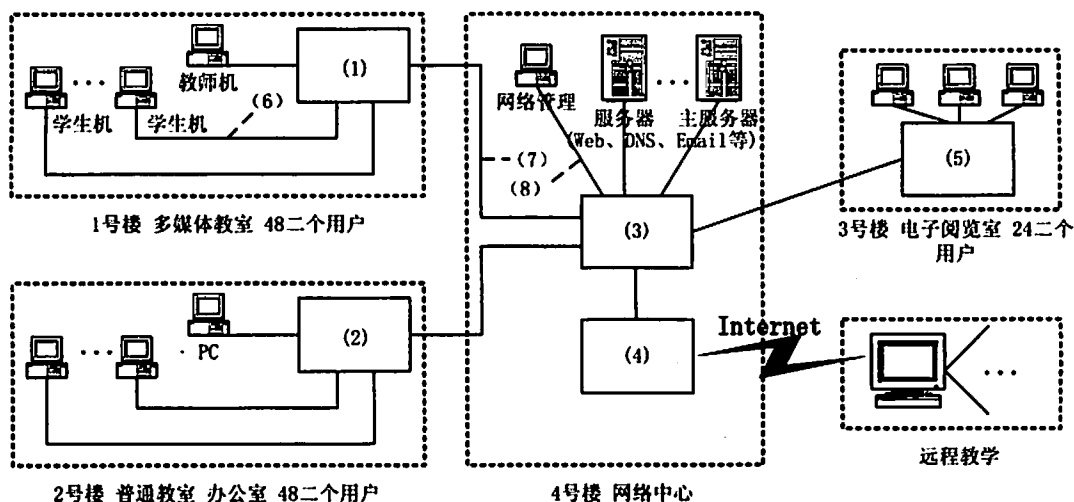 教师机
(1)
学生机
学生机
(6)
1号楼 多媒体教室 48二个用户
PC
(2)
2号楼 普通教室 办公室 48二个用户
网络管理
服务器
主服务器
(Web、DNS、Email等)
(7)
(8)
(3)
(4)
4号楼 网络中心
(5)
3号楼 电子阅览室 24二个
用户
Internet
远程教学